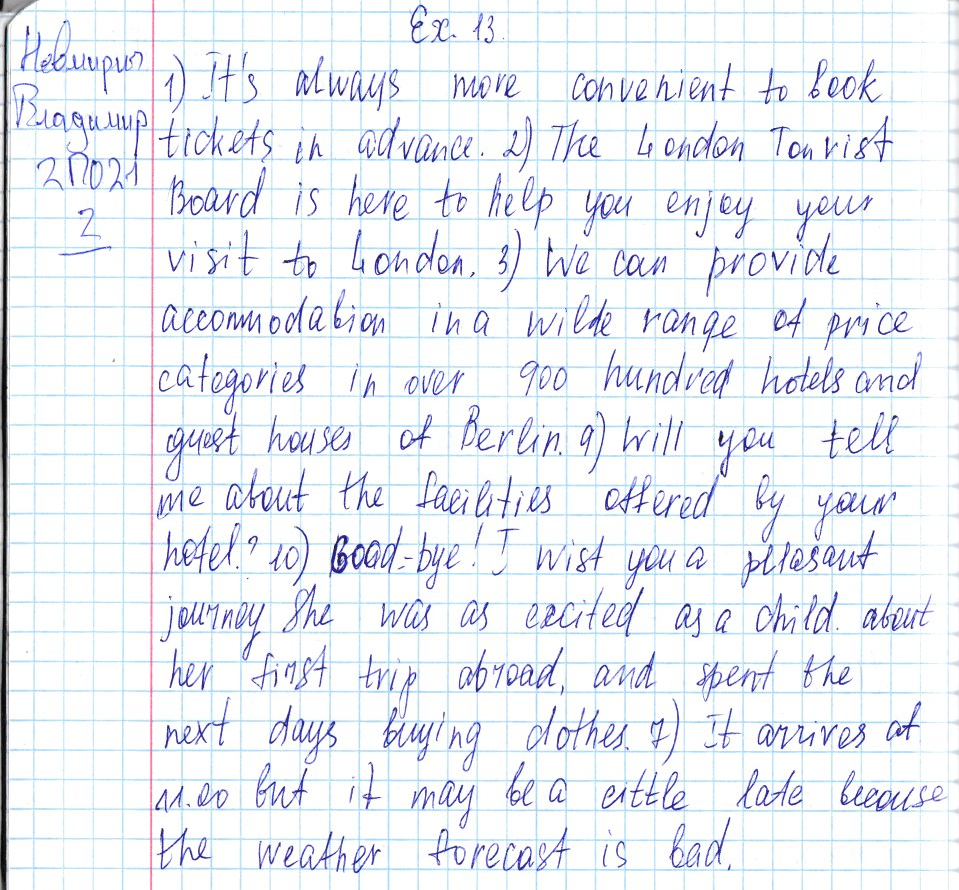 Ex. 13.
Невмирич
Владимир
2ПО21
2
1) It's always more convenient to book
tickets in advance. 2) The London Tourist
Board is here to help you enjoy your
visit to London. 3) We can provide
accommodation in a wilde range of price
categories in over 900 hundred hotels and
guest houses of Berlin. 9) Will you tell
me about the facilities offered by your
hotel? 10) Good-bye! I wist you a pleasant
journey She was as excited as a child. about
her first trip abroad, and spent the
next days buying clothes. 7) It arrives at
11.00 but it may be a little late because
the weather forecast is bad.